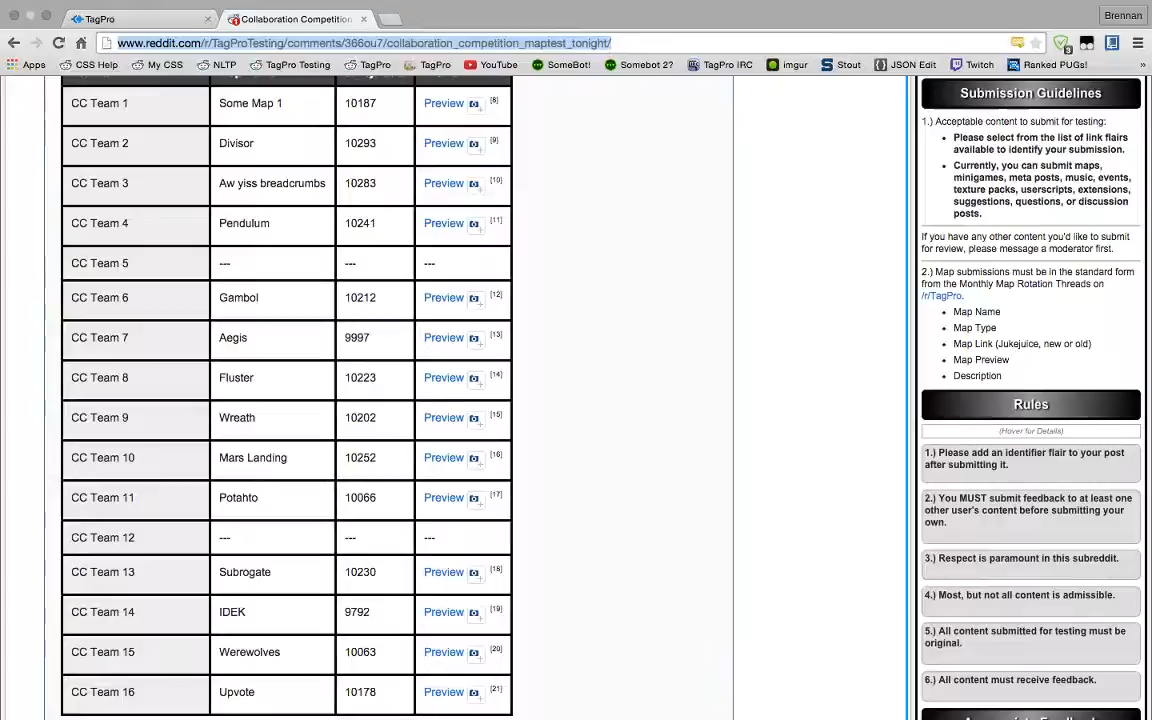 TagPro
Collaboration Competition
Brennan
www.reddit.com/r/TagProTesting/comments/366ou7/collaboration_competition_maptest_tonight/
Apps CSS Help My CSS NLTP TagPro Testing TagPro TagPro YouTube SomeBot! Somebot 2? TagPro IRC imgur Stout JSON Edit Twitch Ranked PUGs! »
CC Team 1 Some Map 1 10187 Preview [8]
CC Team 2 Divisor 10293 Preview [9]
CC Team 3 Aw yiss breadcrumbs 10283 Preview [10]
CC Team 4 Pendulum 10241 Preview [11]
CC Team 5 --- --- ---
CC Team 6 Gambol 10212 Preview [12]
CC Team 7 Aegis 9997 Preview [13]
CC Team 8 Fluster 10223 Preview [14]
CC Team 9 Wreath 10202 Preview [15]
CC Team 10 Mars Landing 10252 Preview [16]
CC Team 11 Potahto 10066 Preview [17]
CC Team 12 --- --- ---
CC Team 13 Subrogate 10230 Preview [18]
CC Team 14 IDEK 9792 Preview [19]
CC Team 15 Werewolves 10063 Preview [20]
CC Team 16 Upvote 10178 Preview [21]
Submission Guidelines
1.) Acceptable content to submit for testing:
• Please select from the list of link flairs
available to identify your submission.
• Currently, you can submit maps,
minigames, meta posts, music, events,
texture packs, userscripts, extensions,
suggestions, questions, or discussion
posts.
If you have any other content you'd like to submit
for review, please message a moderator first.
2.) Map submissions must be in the standard form
from the Monthly Map Rotation Threads on
/r/TagPro.
• Map Name
• Map Type
• Map Link (Jukejuice, new or old)
• Map Preview
• Description
Rules
(Hover for Details)
1.) Please add an identifier flair to your post
after submitting it.
2.) You MUST submit feedback to at least one
other user's content before submitting your
own.
3.) Respect is paramount in this subreddit.
4.) Most, but not all content is admissible.
5.) All content submitted for testing must be
original.
6.) All content must receive feedback.